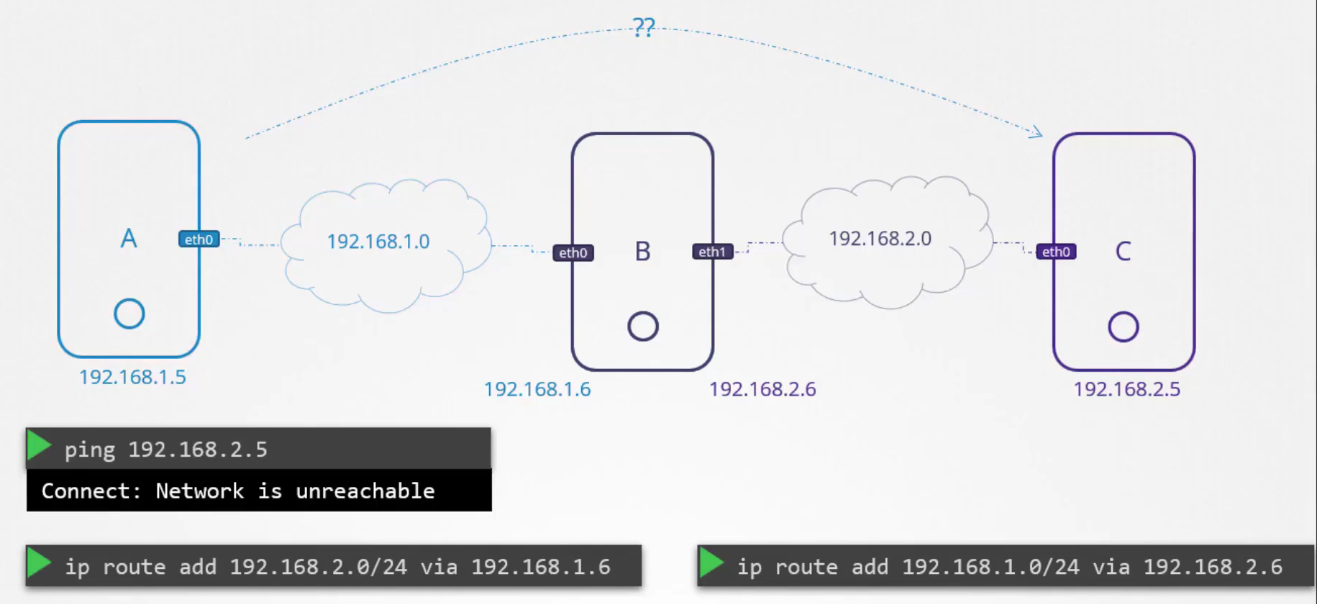 ??
A
eth0
192.168.1.0
eth0
B
eth1
192.168.2.0
eth0
C
192.168.1.5
192.168.1.6
192.168.2.6
192.168.2.5
ping 192.168.2.5
Connect: Network is unreachable
ip route add 192.168.2.0/24 via 192.168.1.6
ip route add 192.168.1.0/24 via 192.168.2.6